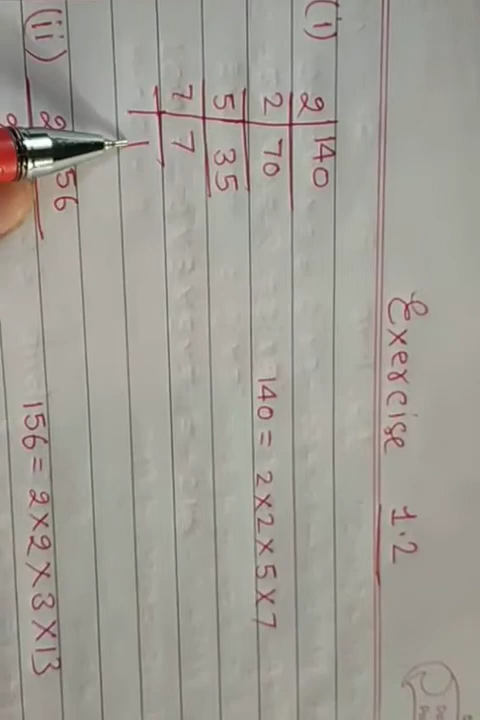 Exercise 1.2
(i)
2 140
2 70 140 = 2×2×5×7
5 35
7 7
1
(ii) 2 56 156 = 2×2×3×13